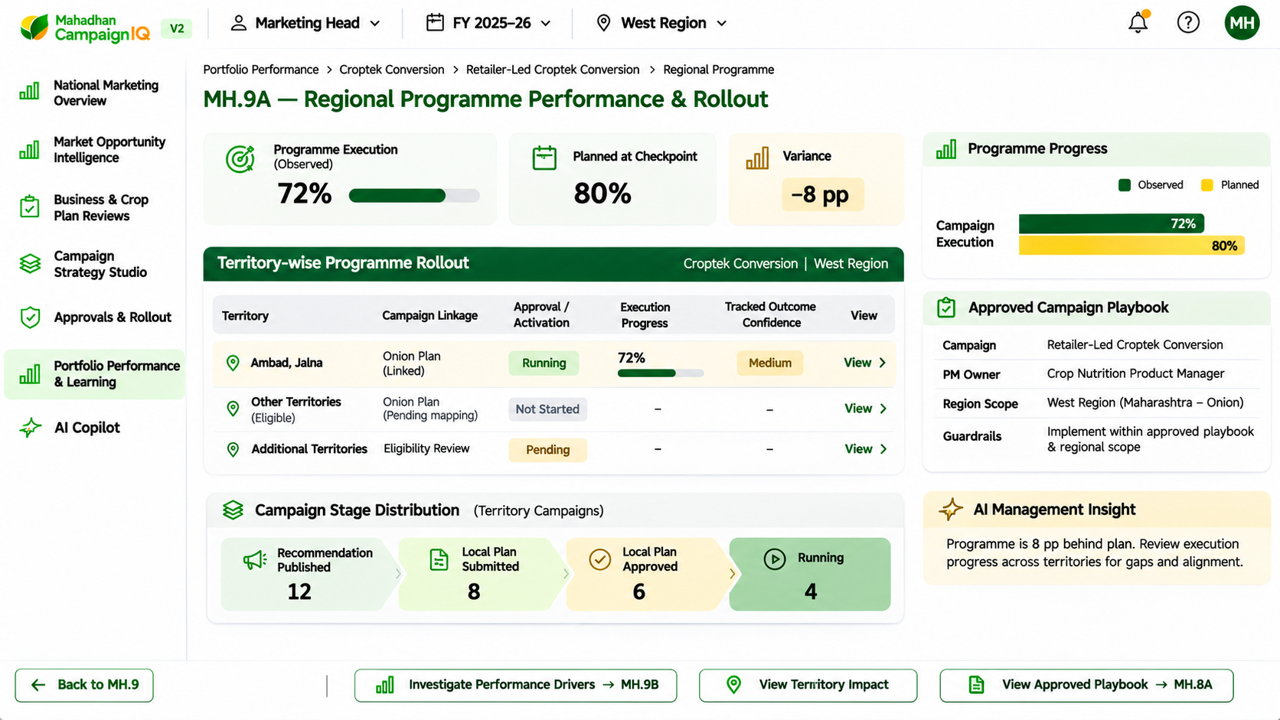 Mahadhan
CampaignIQ
V2
Marketing Head
FY 2025–26
West Region
MH
National Marketing
Overview
Market Opportunity
Intelligence
Business & Crop
Plan Reviews
Campaign
Strategy Studio
Approvals & Rollout
Portfolio Performance
& Learning
AI Copilot
Portfolio Performance > Croptek Conversion > Retailer-Led Croptek Conversion > Regional Programme
MH.9A — Regional Programme Performance & Rollout
Programme Execution
(Observed)
72%
Planned at Checkpoint
80%
Variance
−8 pp
Territory-wise Programme Rollout
Croptek Conversion | West Region
Territory
Campaign Linkage
Approval /
Activation
Execution
Progress
Tracked Outcome
Confidence
View
Ambad, Jalna
Onion Plan
(Linked)
Running
72%
Medium
View >
Other Territories
(Eligible)
Onion Plan
(Pending mapping)
Not Started
–
–
View >
Additional Territories
Eligibility Review
Pending
–
–
View >
Campaign Stage Distribution (Territory Campaigns)
Recommendation
Published
12
Local Plan
Submitted
8
Local Plan
Approved
6
Running
4
Programme Progress
Observed
Planned
Campaign
Execution
72%
80%
Approved Campaign Playbook
Campaign
Retailer-Led Croptek Conversion
PM Owner
Crop Nutrition Product Manager
Region Scope
West Region (Maharashtra – Onion)
Guardrails
Implement within approved playbook
& regional scope
AI Management Insight
Programme is 8 pp behind plan. Review execution
progress across territories for gaps and alignment.
← Back to MH.9
Investigate Performance Drivers → MH.9B
View Territory Impact
View Approved Playbook → MH.8A